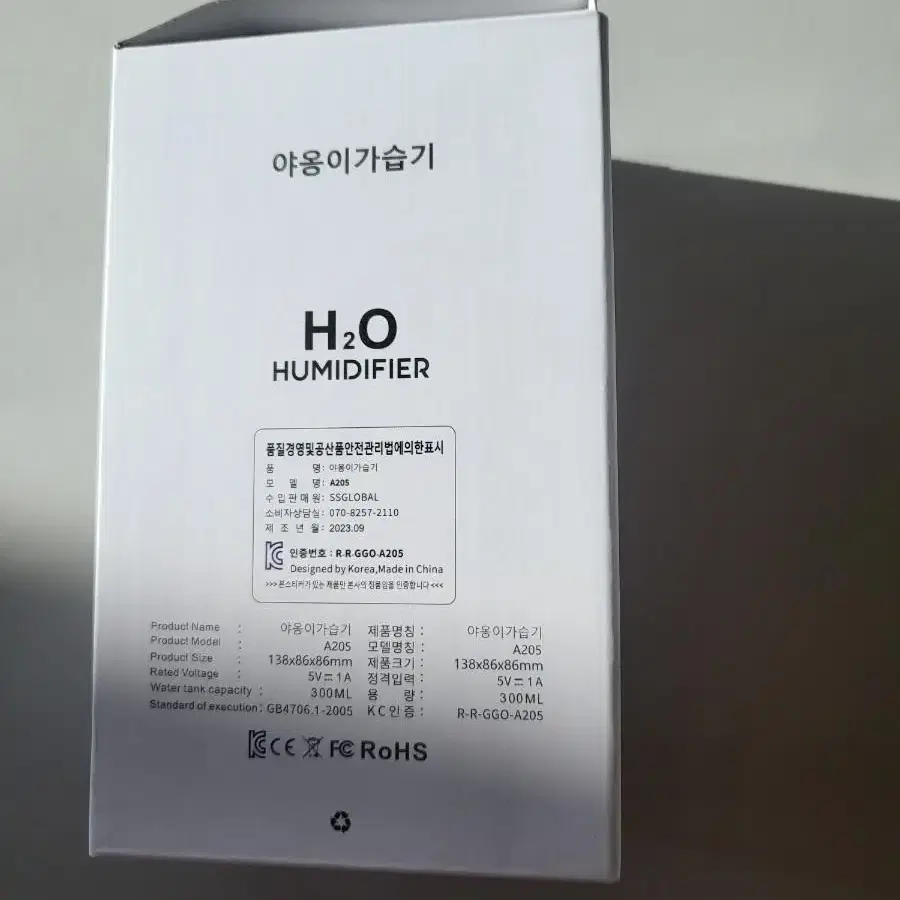 야옹이가습기
H₂O
HUMIDIFIER
품질경영및공산품안전관리법에의한표시
품 명: 야옹이가습기
모 델 명: A205
수 입 판 매 원: SSGLOBAL
소비자상담실: 070-8257-2110
제 조 년 월: 2023.09
인증번호 : R-R-GGO-A205
Designed by Korea,Made in China
>>> 본스티커가 있는 제품만 본사의 정품임을 인증합니다 <<<
Product Name : 야옹이가습기 제품명칭 : 야옹이가습기
Product Model : A205 모델명칭 : A205
Product Size : 138x86x86mm 제품크기 : 138x86x86mm
Rated Voltage : 5V⎓1A 정격입력 : 5V⎓1A
Water tank capacity : 300ML 용 량 : 300ML
Standard of execution: GB4706.1-2005 KC인증 : R-R-GGO-A205
KC CE FC RoHS